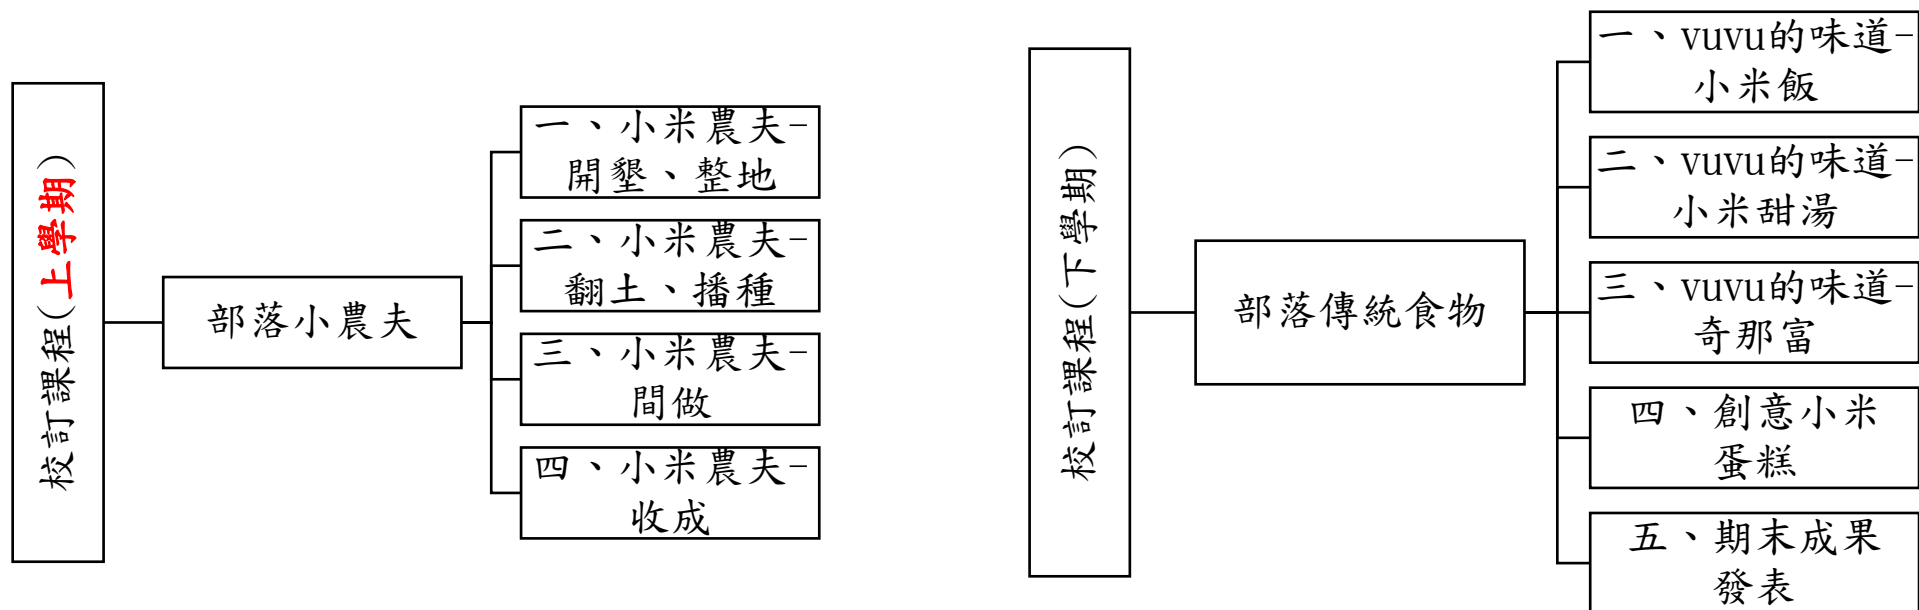 校訂課程(上學期)
部落小農夫
一、小米農夫-
開墾、整地
二、小米農夫-
翻土、播種
三、小米農夫-
間做
四、小米農夫-
收成
校訂課程(下學期)
部落傳統食物
一、vuvu的味道-
小米飯
二、vuvu的味道-
小米甜湯
三、vuvu的味道-
奇那富
四、創意小米
蛋糕
五、期末成果
發表